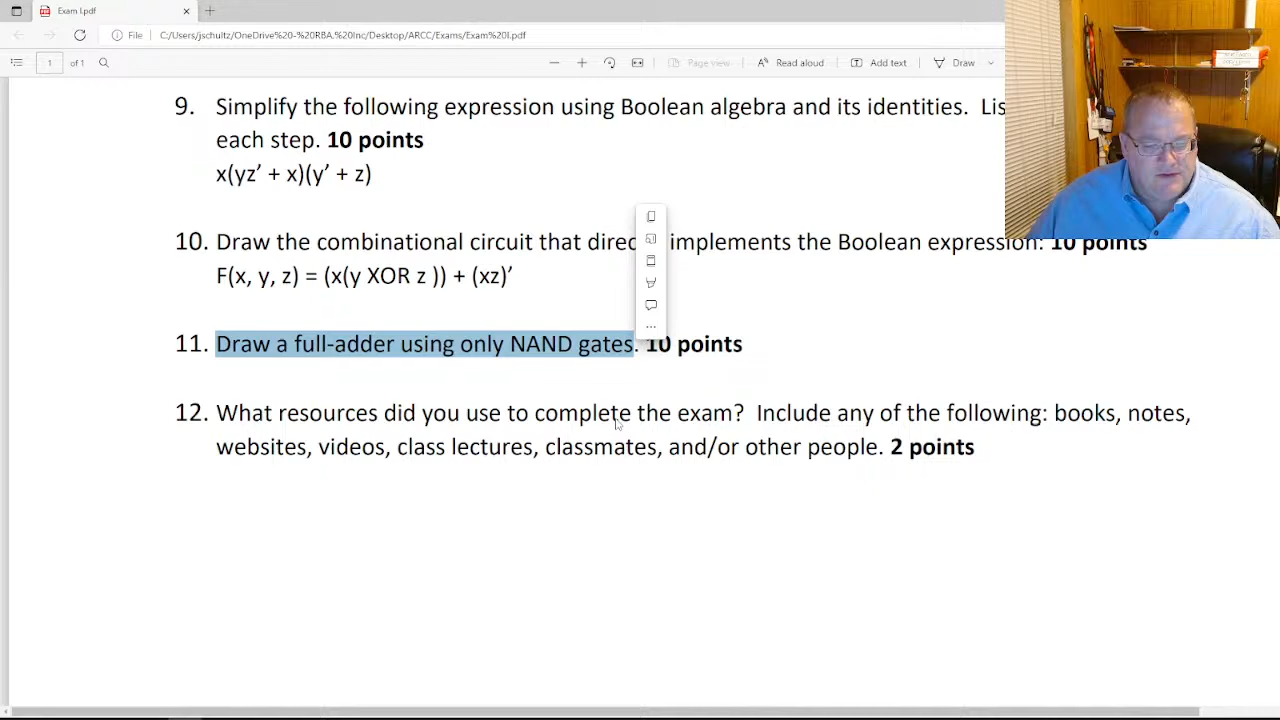 Exam I.pdf
File
C:/Users/jschultz/OneDrive%20-%20RBA,%20Inc/Desktop/ARCC/Exams/Exam%20I.pdf
1 of 1
Page view
Read aloud
Add text
Draw
9. Simplify the following expression using Boolean algebra and its identities. Lis
each step. 10 points
x(yz’ + x)(y’ + z)
10. Draw the combinational circuit that direc implements the Boolean expression: 10 points
F(x, y, z) = (x(y XOR z )) + (xz)’
11. Draw a full-adder using only NAND gates. 10 points
12. What resources did you use to complete the exam? Include any of the following: books, notes,
websites, videos, class lectures, classmates, and/or other people. 2 points